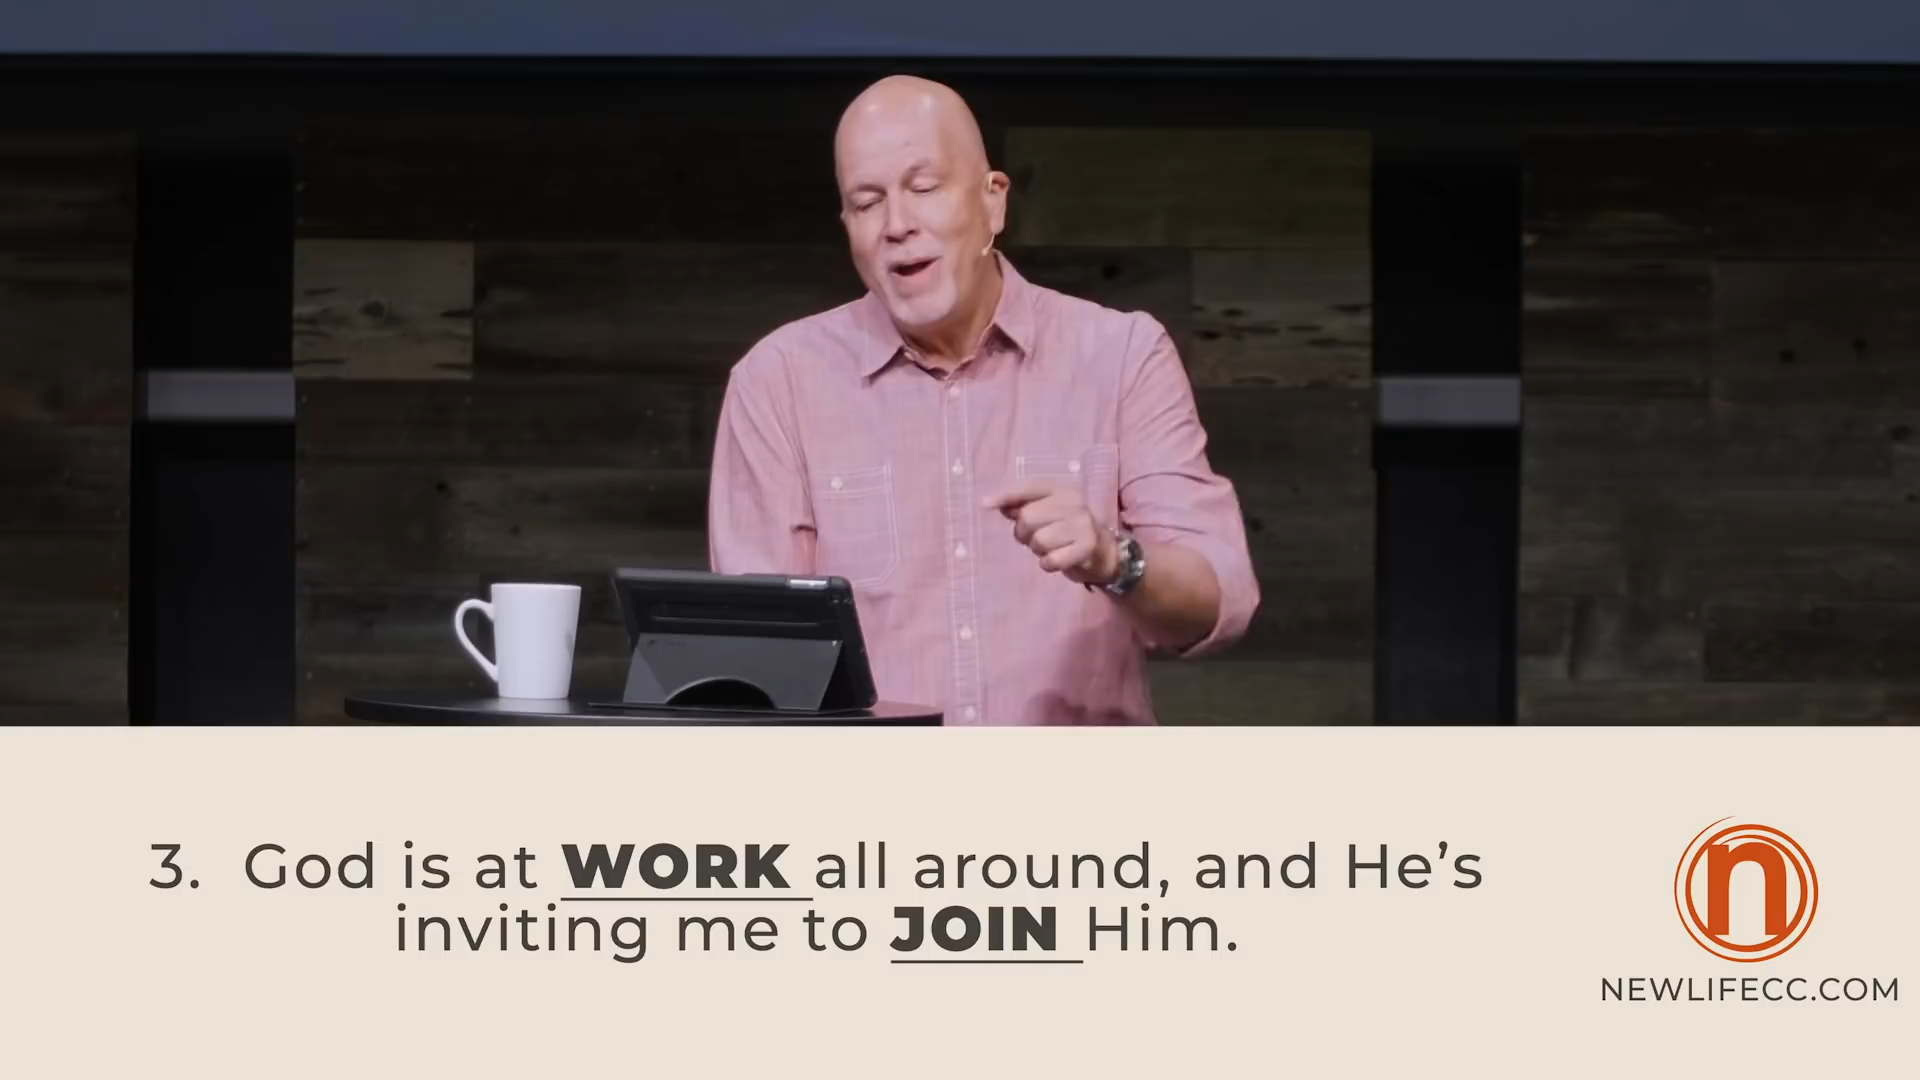 3. God is at WORK all around, and He's
inviting me to JOIN Him.
n
NEWLIFECC.COM